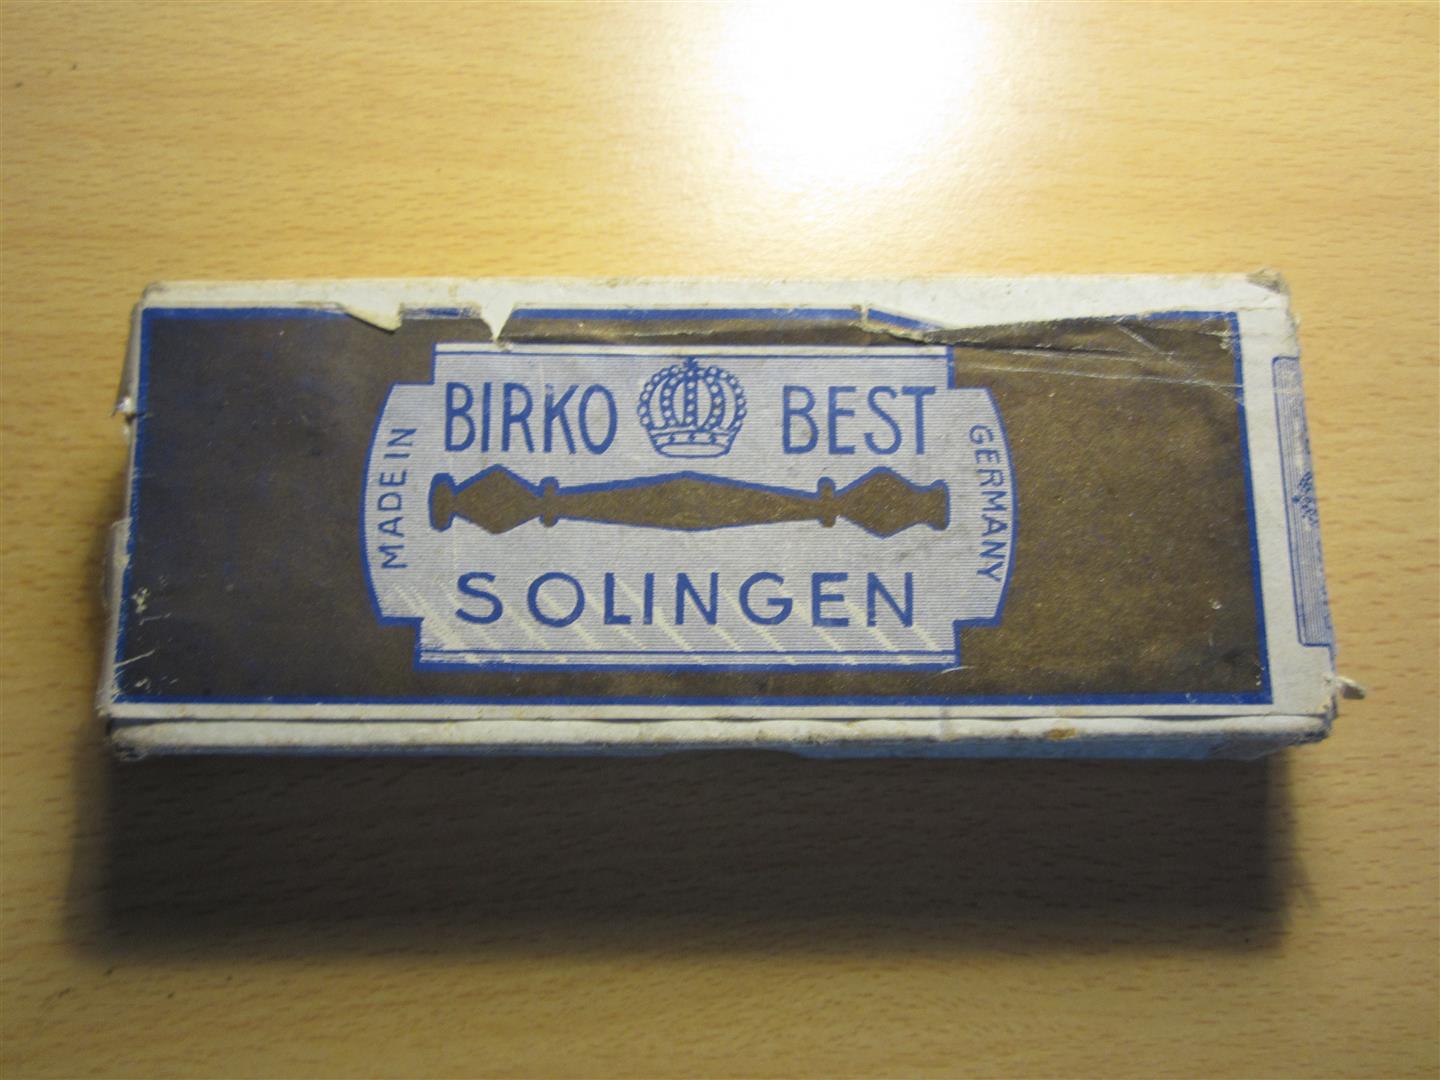 BIRKO BEST
MADE IN
GERMANY
SOLINGEN